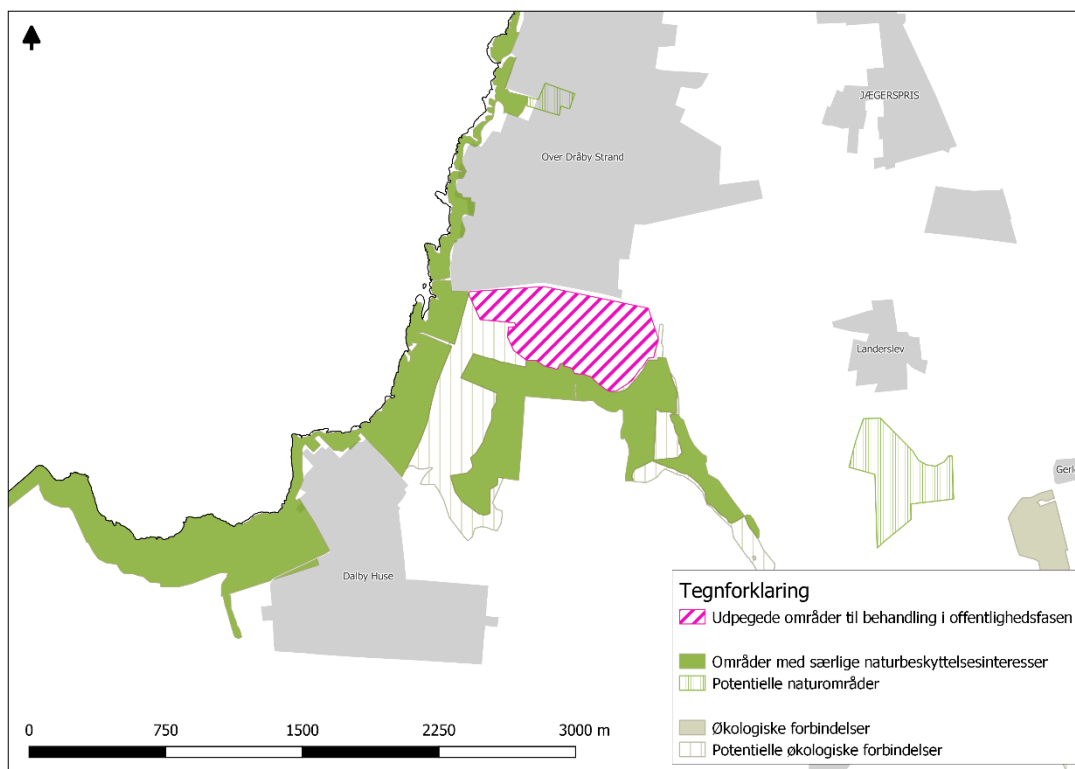 JÆGERSPRIS
Over Dråby Strand
Landerslev
Gerl
Dalby Huse
Tegnforklaring
Udpegede områder til behandling i offentlighedsfasen
Områder med særlige naturbeskyttelsesinteresser
Potentielle naturområder
Økologiske forbindelser
Potentielle økologiske forbindelser
0 750 1500 2250 3000 m